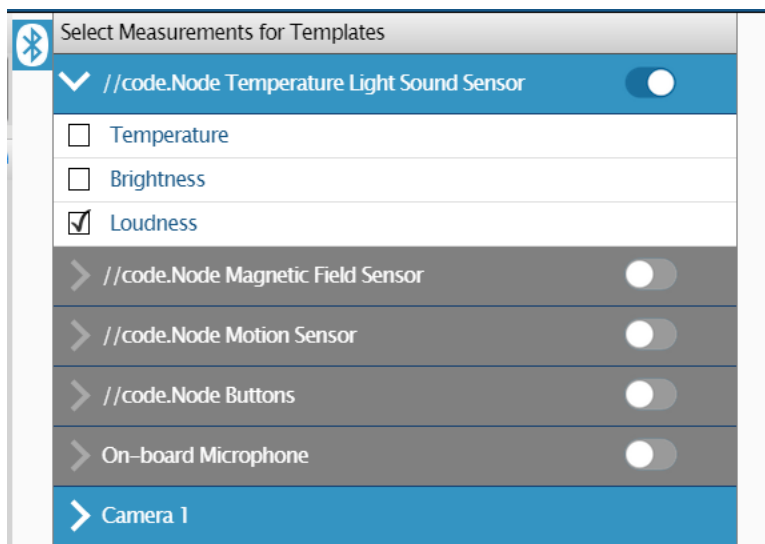 Select Measurements for Templates
//code.Node Temperature Light Sound Sensor
Temperature
Brightness
Loudness
//code.Node Magnetic Field Sensor
//code.Node Motion Sensor
//code.Node Buttons
On-board Microphone
Camera 1